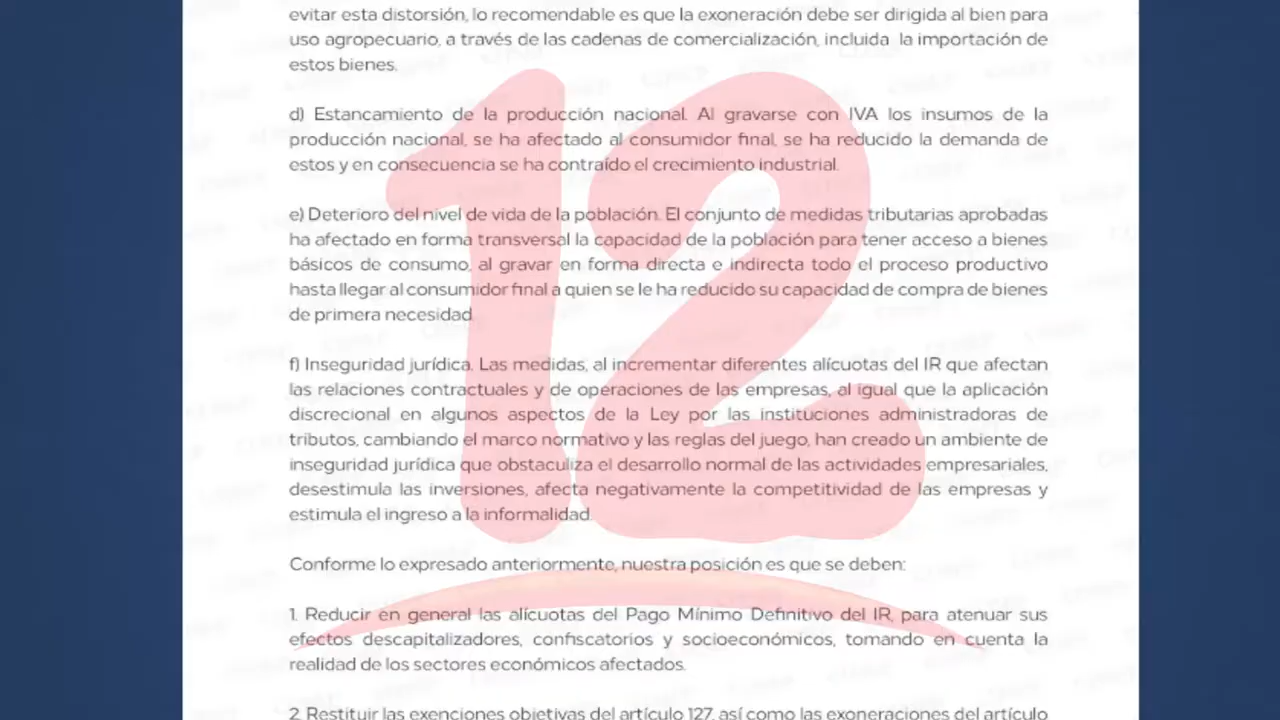 evitar esta distorsión, lo recomendable es que la exoneración debe ser dirigida al bien para
uso agropecuario, a través de las cadenas de comercialización, incluida la importación de
estos bienes.
d) Estancamiento de la producción nacional. Al gravarse con IVA los insumos de la
producción nacional, se ha afectado al consumidor final, se ha reducido la demanda de
estos y en consecuencia se ha contraído el crecimiento industrial.
e) Deterioro del nivel de vida de la población. El conjunto de medidas tributarias aprobadas
ha afectado en forma transversal la capacidad de la población para tener acceso a bienes
básicos de consumo, al gravar en forma directa e indirecta todo el proceso productivo
hasta llegar al consumidor final a quien se le ha reducido su capacidad de compra de bienes
de primera necesidad.
f) Inseguridad jurídica. Las medidas, al incrementar diferentes alícuotas del IR que afectan
las relaciones contractuales y de operaciones de las empresas, al igual que la aplicación
discrecional en algunos aspectos de la Ley por las instituciones administradoras de
tributos, cambiando el marco normativo y las reglas del juego, han creado un ambiente de
inseguridad jurídica que obstaculiza el desarrollo normal de las actividades empresariales,
desestimula las inversiones, afecta negativamente la competitividad de las empresas y
estimula el ingreso a la informalidad.
Conforme lo expresado anteriormente, nuestra posición es que se deben:
1. Reducir en general las alícuotas del Pago Mínimo Definitivo del IR, para atenuar sus
efectos descapitalizadores, confiscatorios y socioeconómicos, tomando en cuenta la
realidad de los sectores económicos afectados.
2. Restituir las exenciones objetivas del artículo 127, así como las exoneraciones del artículo
12